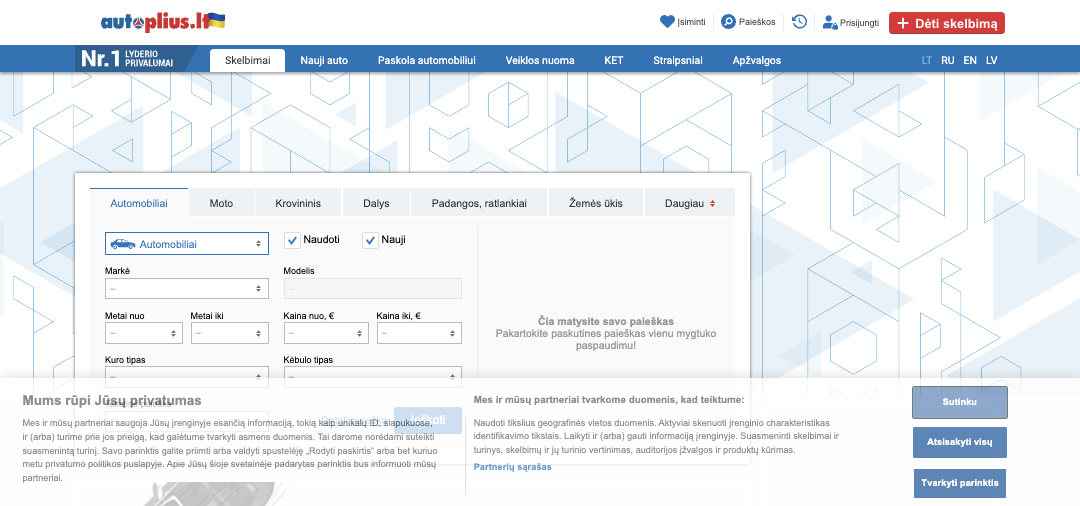 autoplius.lt
Įsiminti
Paieškos
Prisijungti
+ Dėti skelbimą
Nr.1 LYDERIO
PRIVALUMAI
Skelbimai
Nauji auto
Paskola automobiliui
Veiklos nuoma
KET
Straipsniai
Apžvalgos
LT RU EN LV
Automobiliai
Moto
Krovininis
Dalys
Padangos, ratlankiai
Žemės ūkis
Daugiau
Automobiliai
Naudoti
Nauji
Markė
Modelis
–
–
Metai nuo
Metai iki
Kaina nuo, €
Kaina iki, €
–
–
–
–
Kuro tipas
Kėbulo tipas
–
–
Čia matysite savo paieškas
Pakartokite paskutines paieškas vienu mygtuko
paspaudimu!
Ieškoti
Mums rūpi Jūsų privatumas
Mes ir mūsų partneriai saugoja Jūsų įrenginyje esančią informaciją, tokią kaip unikalų ID, slapukuose,
ir (arba) turime prie jos prieigą, kad galėtume tvarkyti asmens duomenis. Tai darome norėdami suteikti
suasmenintą turinį. Savo parinktis galite priimti arba valdyti spustelėję „Rodyti paskirtis“ arba bet kuriuo
metu privatumo politikos puslapyje. Apie Jūsų šioje svetainėje padarytas parinktis bus informuoti mūsų
partneriai.
Mes ir mūsų partneriai tvarkome duomenis, kad teiktume:
Naudoti tikslius geografinės vietos duomenis. Aktyviai skenuoti įrenginio charakteristikas
identifikavimo tikslais. Laikyti ir (arba) gauti informaciją įrenginyje. Suasmeninti skelbimai ir
turinys, skelbimų ir jų turinio vertinimas, auditorijos įžvalgos ir produktų kūrimas.
Partnerių sąrašas
Sutinku
Atsisakyti visų
Tvarkyti parinktis